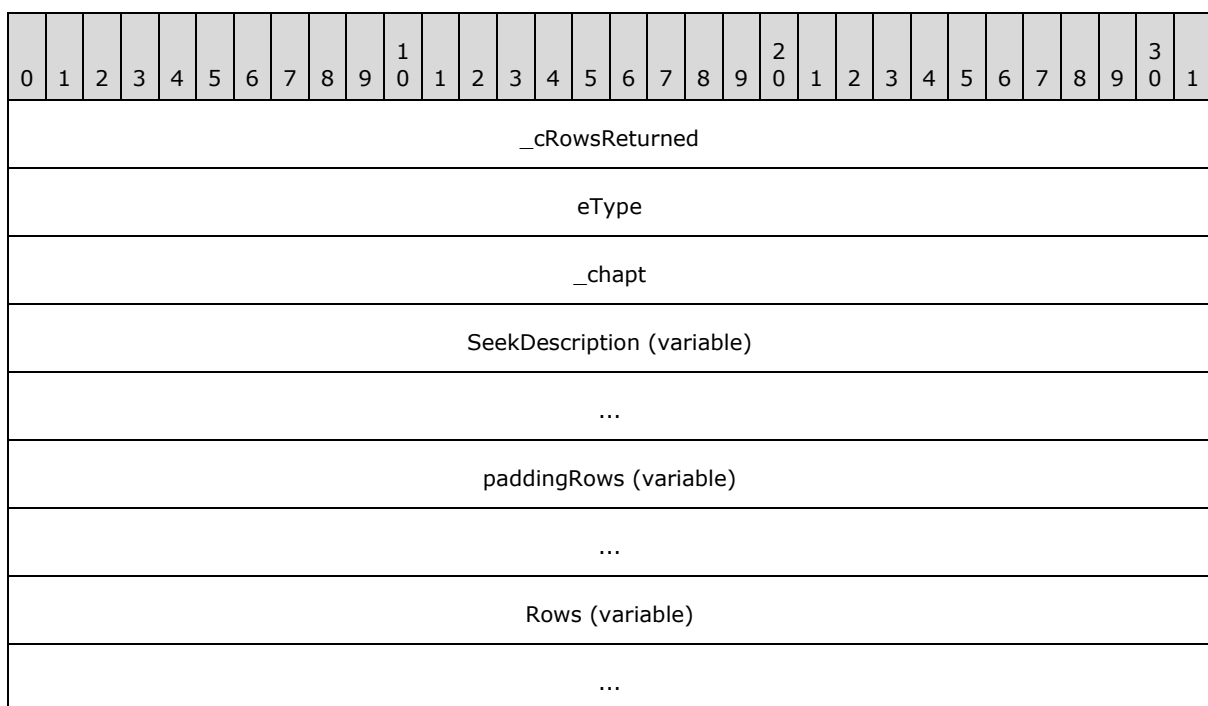 1 2 3
0 1 2 3 4 5 6 7 8 9 0 1 2 3 4 5 6 7 8 9 0 1 2 3 4 5 6 7 8 9 0 1
_cRowsReturned
eType
_chapt
SeekDescription (variable)
...
paddingRows (variable)
...
Rows (variable)
...